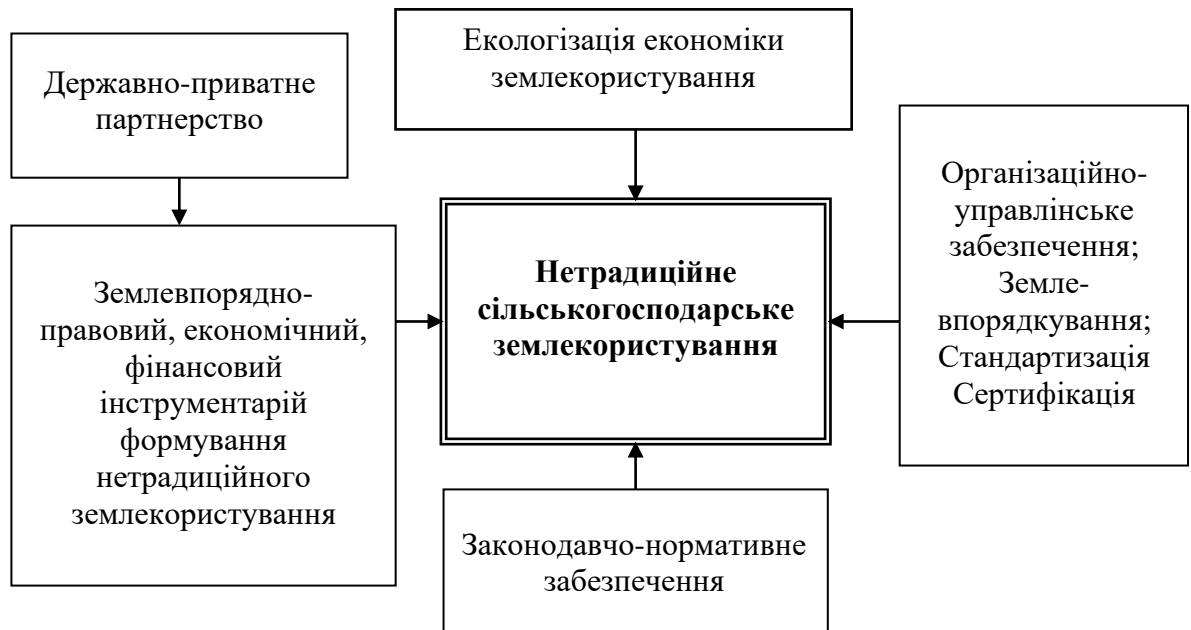 Державно-приватне
партнерство
Екологізація економіки
землекористування
Землевпорядно-
правовий, економічний,
фінансовий
інструментарій
формування
нетрадиційного
землекористування
Нетрадиційне
сільськогосподарське
землекористування
Організаційно-
управлінське
забезпечення;
Земле-
впорядкування;
Стандартизація
Сертифікація
Законодавчо-нормативне
забезпечення